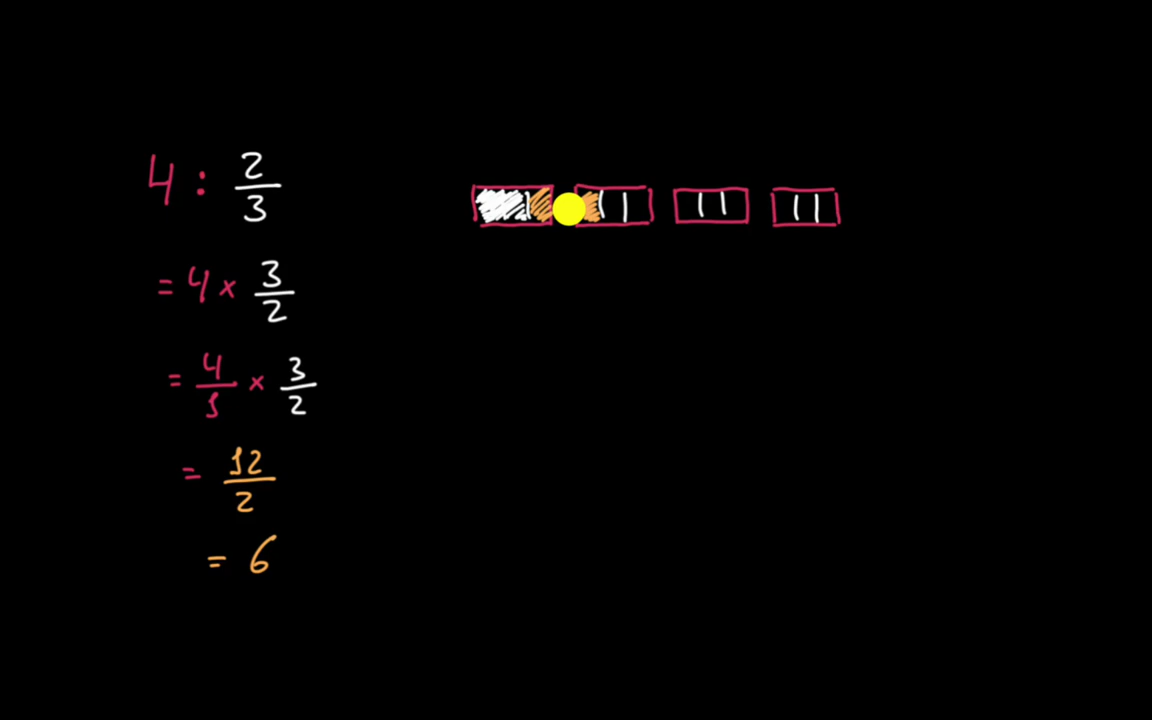 4 : 2/3
= 4 × 3/2
= 4/1 × 3/2
= 12/2
= 6